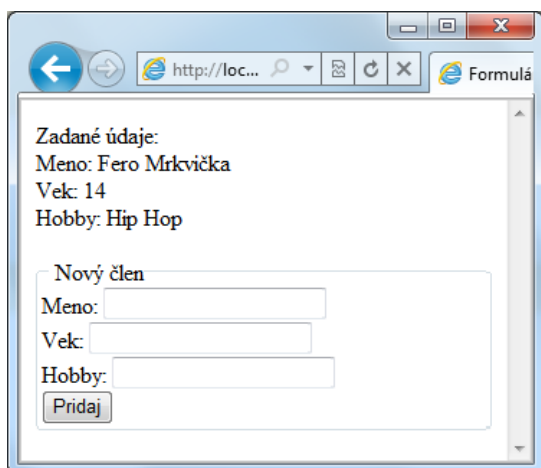 http://loc...
Formulá
Zadané údaje:
Meno: Fero Mrkvička
Vek: 14
Hobby: Hip Hop
Nový člen
Meno:
Vek:
Hobby:
Pridaj